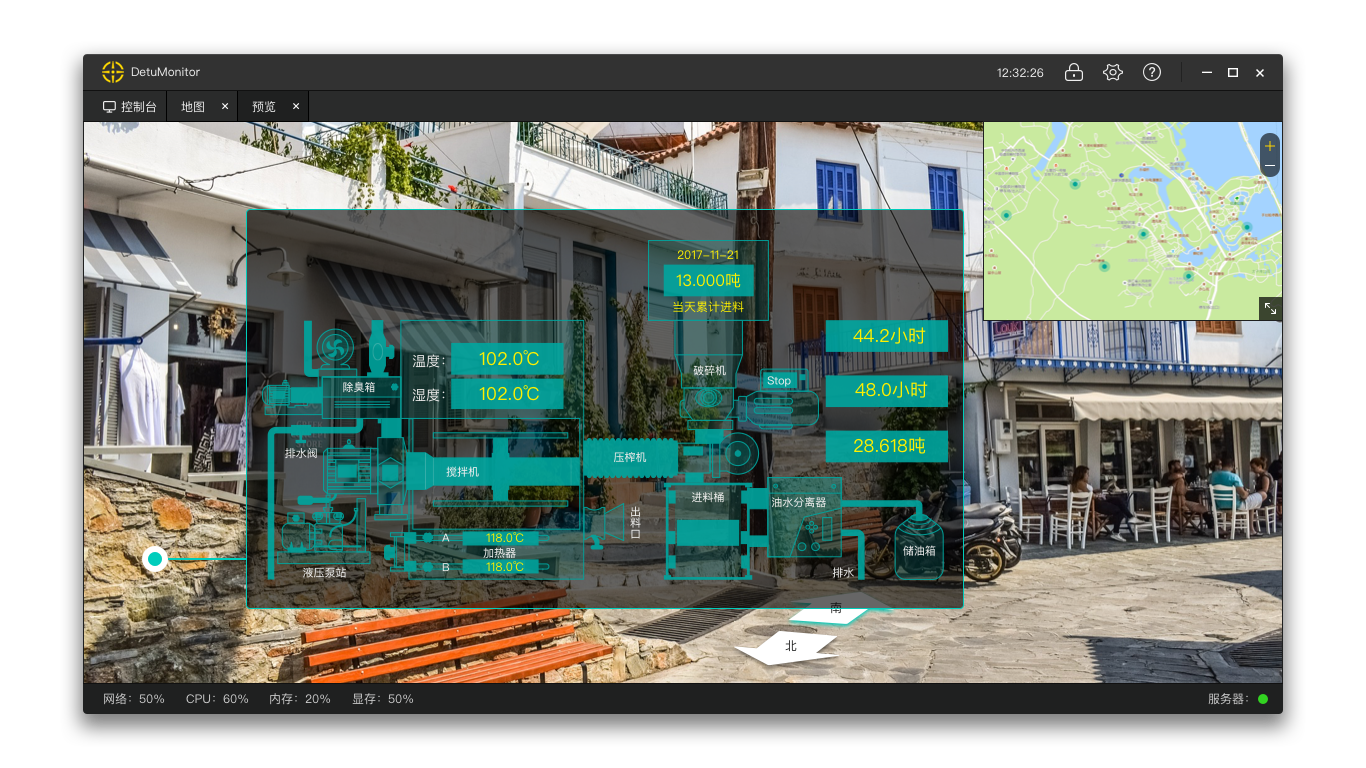 DetuMonitor
12:32:26
控制台
地图
预览
2017-11-21
13.000吨
当天累计进料
44.2小时
温度：
102.0℃
破碎机
Stop
除臭箱
湿度：
102.0℃
48.0小时
28.618吨
排水阀
搅拌机
压榨机
进料桶
油水分离器
出料口
A
118.0℃
加热器
B
118.0℃
储油箱
液压泵站
排水
南
北
网络：50%
CPU：60%
内存：20%
显存：50%
服务器：